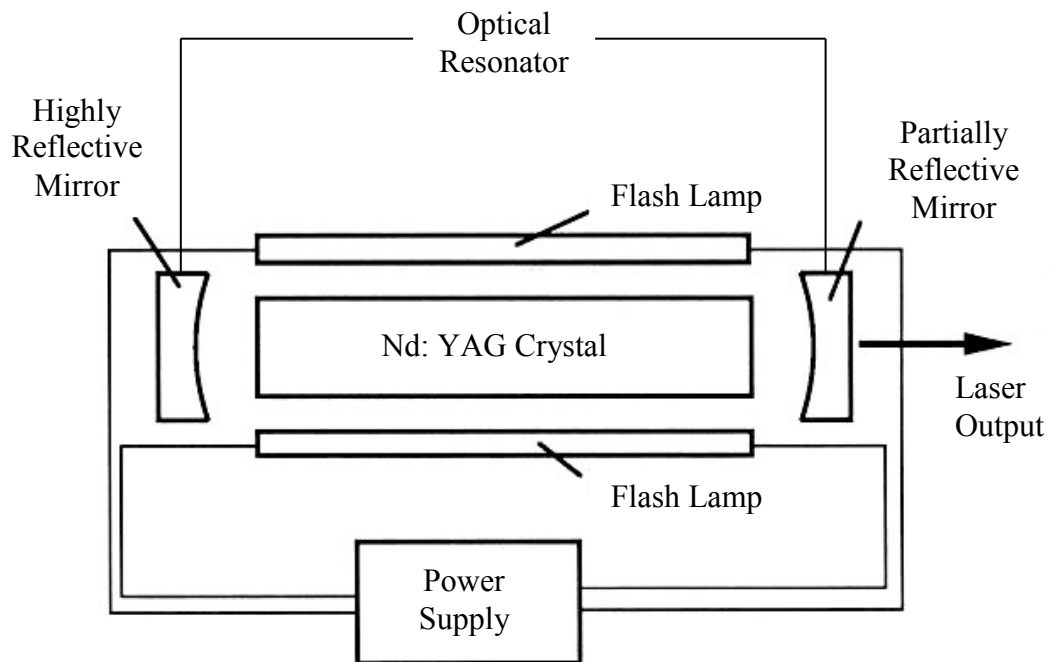 Optical
Resonator
Highly
Reflective
Mirror
Partially
Reflective
Mirror
Flash Lamp
Nd: YAG Crystal
Laser
Output
Flash Lamp
Power
Supply